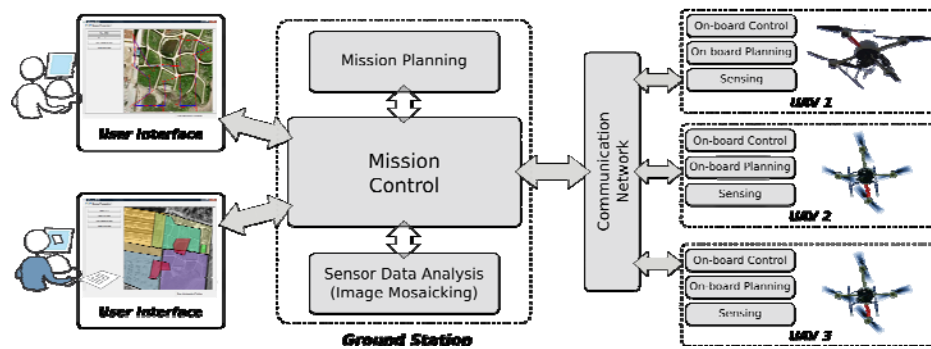 User Interface
User Interface
Mission Planning
Mission
Control
Sensor Data Analysis
(Image Mosaicking)
Ground Station
Communication
Network
On-board Control
On-board Planning
Sensing
UAV 1
On-board Control
On-board Planning
Sensing
UAV 2
On-board Control
On-board Planning
Sensing
UAV 3